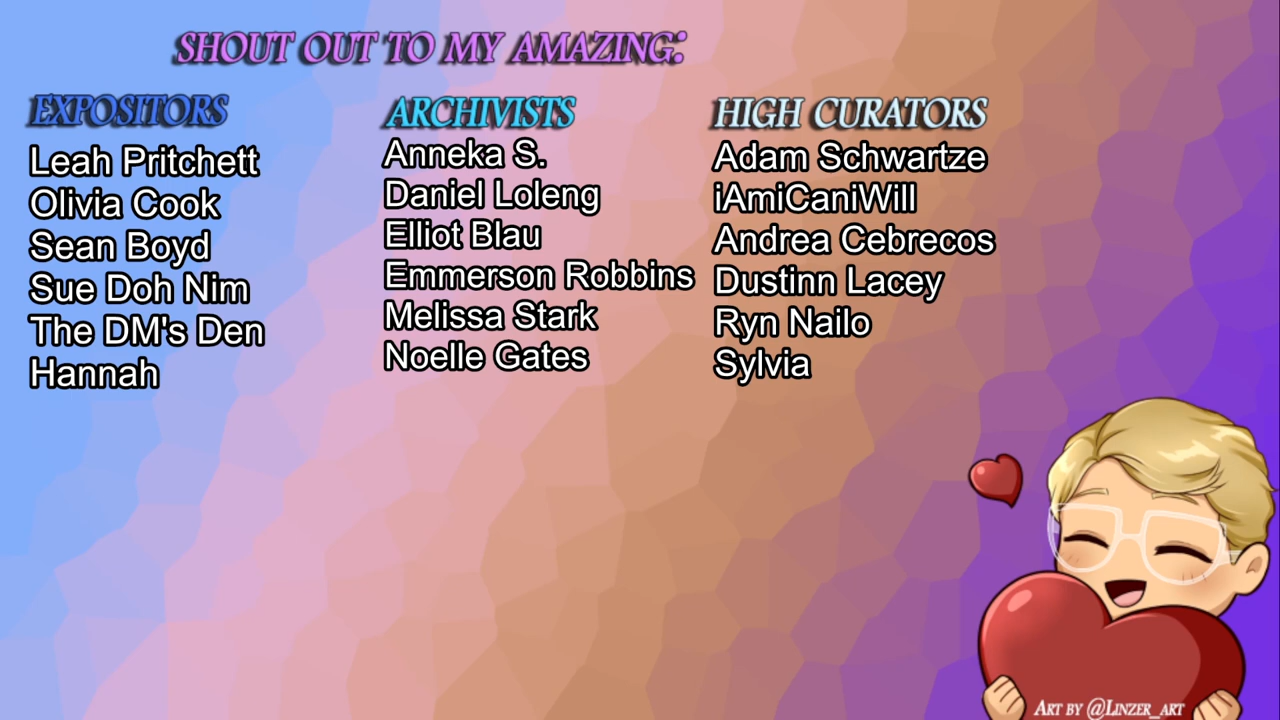 SHOUT OUT TO MY AMAZING:
EXPOSITORS
Leah Pritchett
Olivia Cook
Sean Boyd
Sue Doh Nim
The DM's Den
Hannah
ARCHIVISTS
Anneka S.
Daniel Loleng
Elliot Blau
Emmerson Robbins
Melissa Stark
Noelle Gates
HIGH CURATORS
Adam Schwartze
iAmiCaniWill
Andrea Cebrecos
Dustinn Lacey
Ryn Nailo
Sylvia
ART BY @LINZER_ART